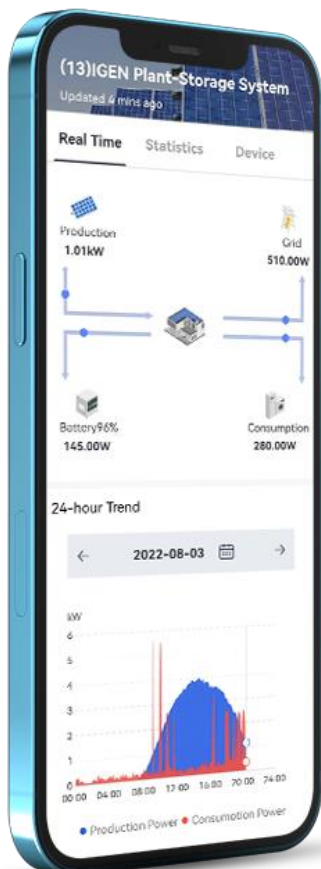 (13)IGEN Plant-Storage System
Updated 4 mins ago
Real Time Statistics Device
Production
1.01kW
Grid
510.00W
Battery96%
145.00W
Consumption
280.00W
24-hour Trend
← 2022-08-03 →
kW
6
5
4
3
2
1
0
00:00 04:00 08:00 12:00 16:00 20:00 24:00
Production Power Consumption Power